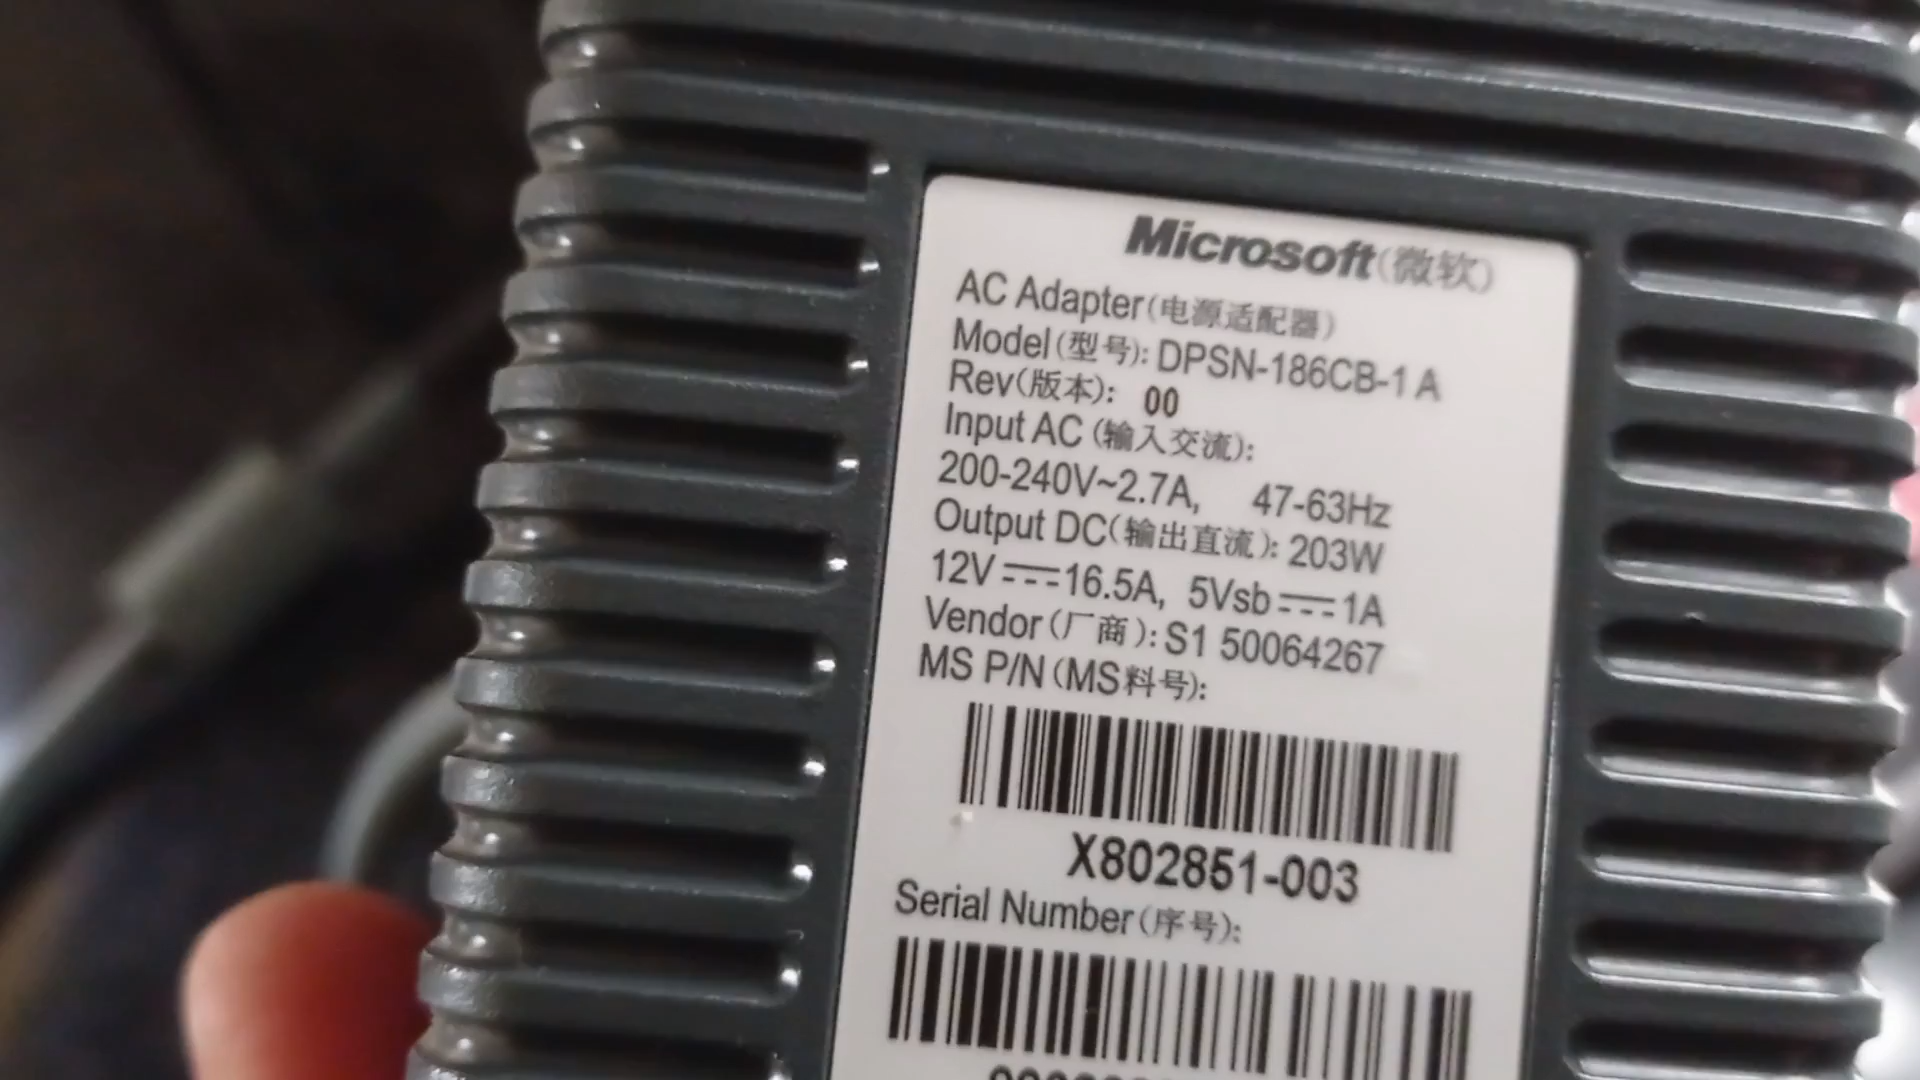 Microsoft(微软)
AC Adapter(电源适配器)
Model(型号): DPSN-186CB-1 A
Rev(版本): 00
Input AC(输入交流):
200-240V~2.7A, 47-63Hz
Output DC(输出直流): 203W
12V⎓16.5A, 5Vsb⎓1A
Vendor(厂商): S1 50064267
MS P/N(MS料号):
X802851-003
Serial Number(序号):